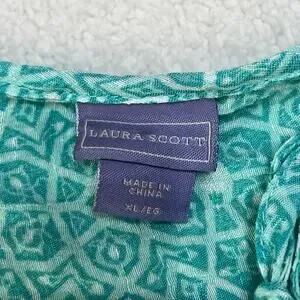 LAURA SCOTT
MADE IN
CHINA
XL/EG